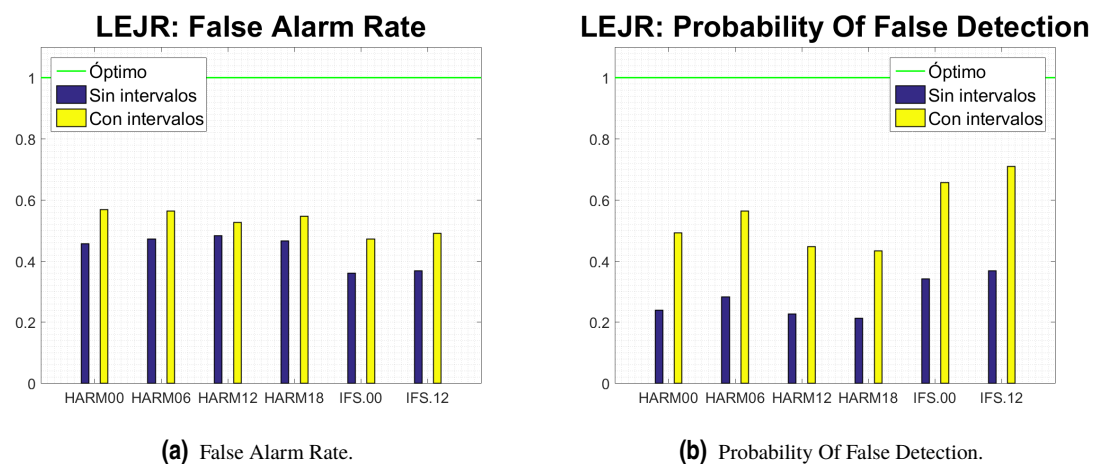 LEJR: False Alarm Rate
Óptimo
Sin intervalos
Con intervalos
1
0.8
0.6
0.4
0.2
0
HARM00 HARM06 HARM12 HARM18 IFS.00 IFS.12
(a) False Alarm Rate.
LEJR: Probability Of False Detection
Óptimo
Sin intervalos
Con intervalos
1
0.8
0.6
0.4
0.2
0
HARM00 HARM06 HARM12 HARM18 IFS.00 IFS.12
(b) Probability Of False Detection.